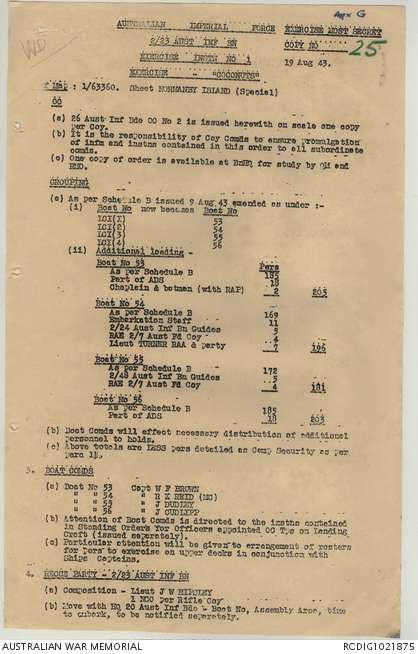 Appx G
AUSTRALIAN IMPERIAL FORCE EXERCISE MOST SECRET
2/23 AUST INF BN COPY NO 25
WD
EXERCISE INSTN NO 1
19 Aug 43.
EXERCISE - "COCONUTS"
MAP: 1/63360. Sheet NORMANBY ISLAND (Special)
OO
(a) 26 Aust Inf Bde OO No 2 is issued herewith on scale one copy
per Coy.
(b) It is the responsibility of Coy Comds to ensure promulgation
of infm and instns contained in this order to all subordinate
comds.
(c) One copy of order is available at BnHQ for study by QM and
RMO.
GROUPING
(a) As per Schedule B issued 9 Aug 43 amended as under :-
(i) Boat No now becomes Boat No
LCI(1) 53
LCI(2) 54
LCI(3) 55
LCI(4) 56
(ii) Additional loading -
Boat No 53 Pers
As per Schedule B 185
Part of ADS 18
Chaplain & batman (with RAP) 2 203
Boat No 54
As per Schedule B 169
Embarkation Staff 11
2/24 Aust Inf Bn Guides 5
RAE 2/7 Aust Fd Coy 4
Lieut TURNER RAA & party 7 196
Boat No 55
As per Schedule B 172
2/48 Aust Inf Bn Guides 5
RAE 2/7 Aust Fd Coy 4 181
Boat No 56
As per Schedule B 185
Part of ADS 18 203
(b) Boat Comds will effect necessary distribution of additional
personnel to holds.
(c) Above totals are LESS pers detailed as Camp Security as per
para
3. BOAT COMDS
(a) Boat No 53 Capt W F BROWN
" " 54 " R E REID (MC)
" " 55 " J DUDLEY
" " 56 " J CUDLIPP
(b) Attention of Boat Comds is directed to the instns contained
in Standing Orders for Officers appointed OC Tps on Landing
Craft (issued separately).
(c) Particular attention will be given to arrangement of rosters
for pers to exercise on upper decks in conjunction with
Ships Captains.
4. RECCE PARTY - 2/23 AUST INF BN
(a) Composition - Lieut J W
1 NCO per Rifle Coy
(b) Move with HQ 20 Aust Inf Bde - Boat No, Assembly Area, time
to embark, to be notified separately.
AUSTRALIAN WAR MEMORIAL RCDIG1021875